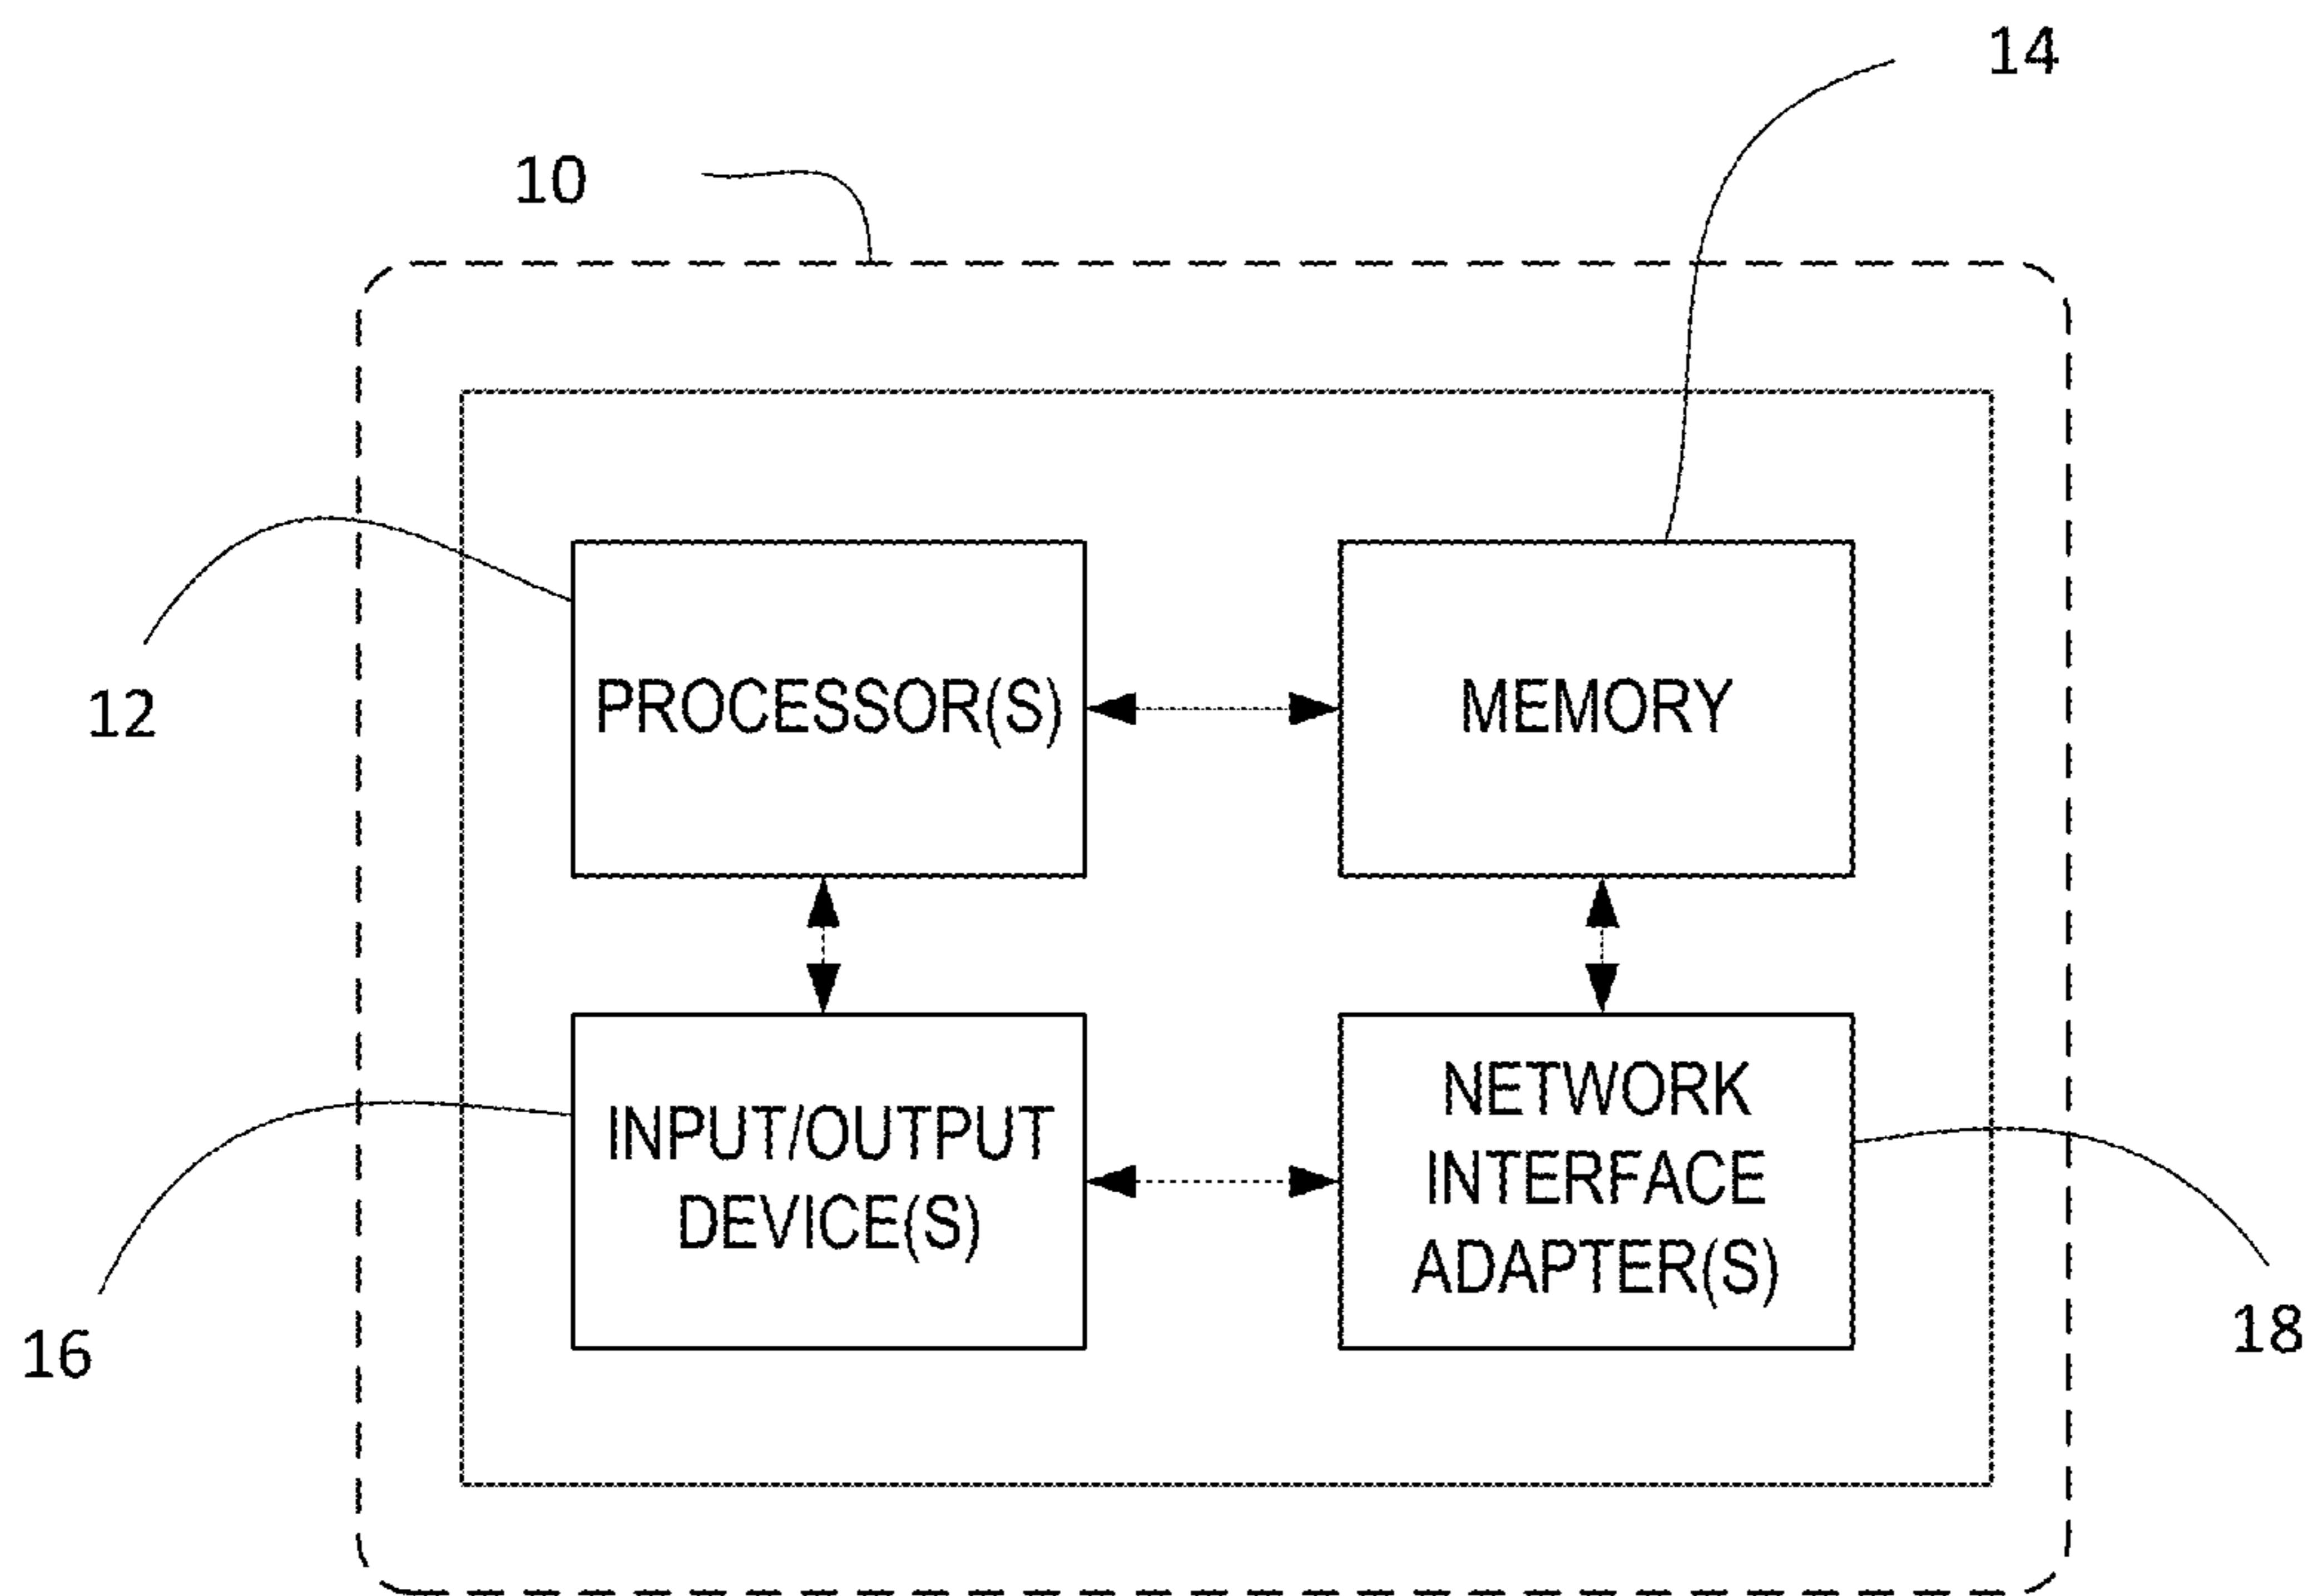 14
10
PROCESSOR(S)
MEMORY
12
INPUT/OUTPUT
DEVICE(S)
NETWORK
INTERFACE
ADAPTER(S)
16
18